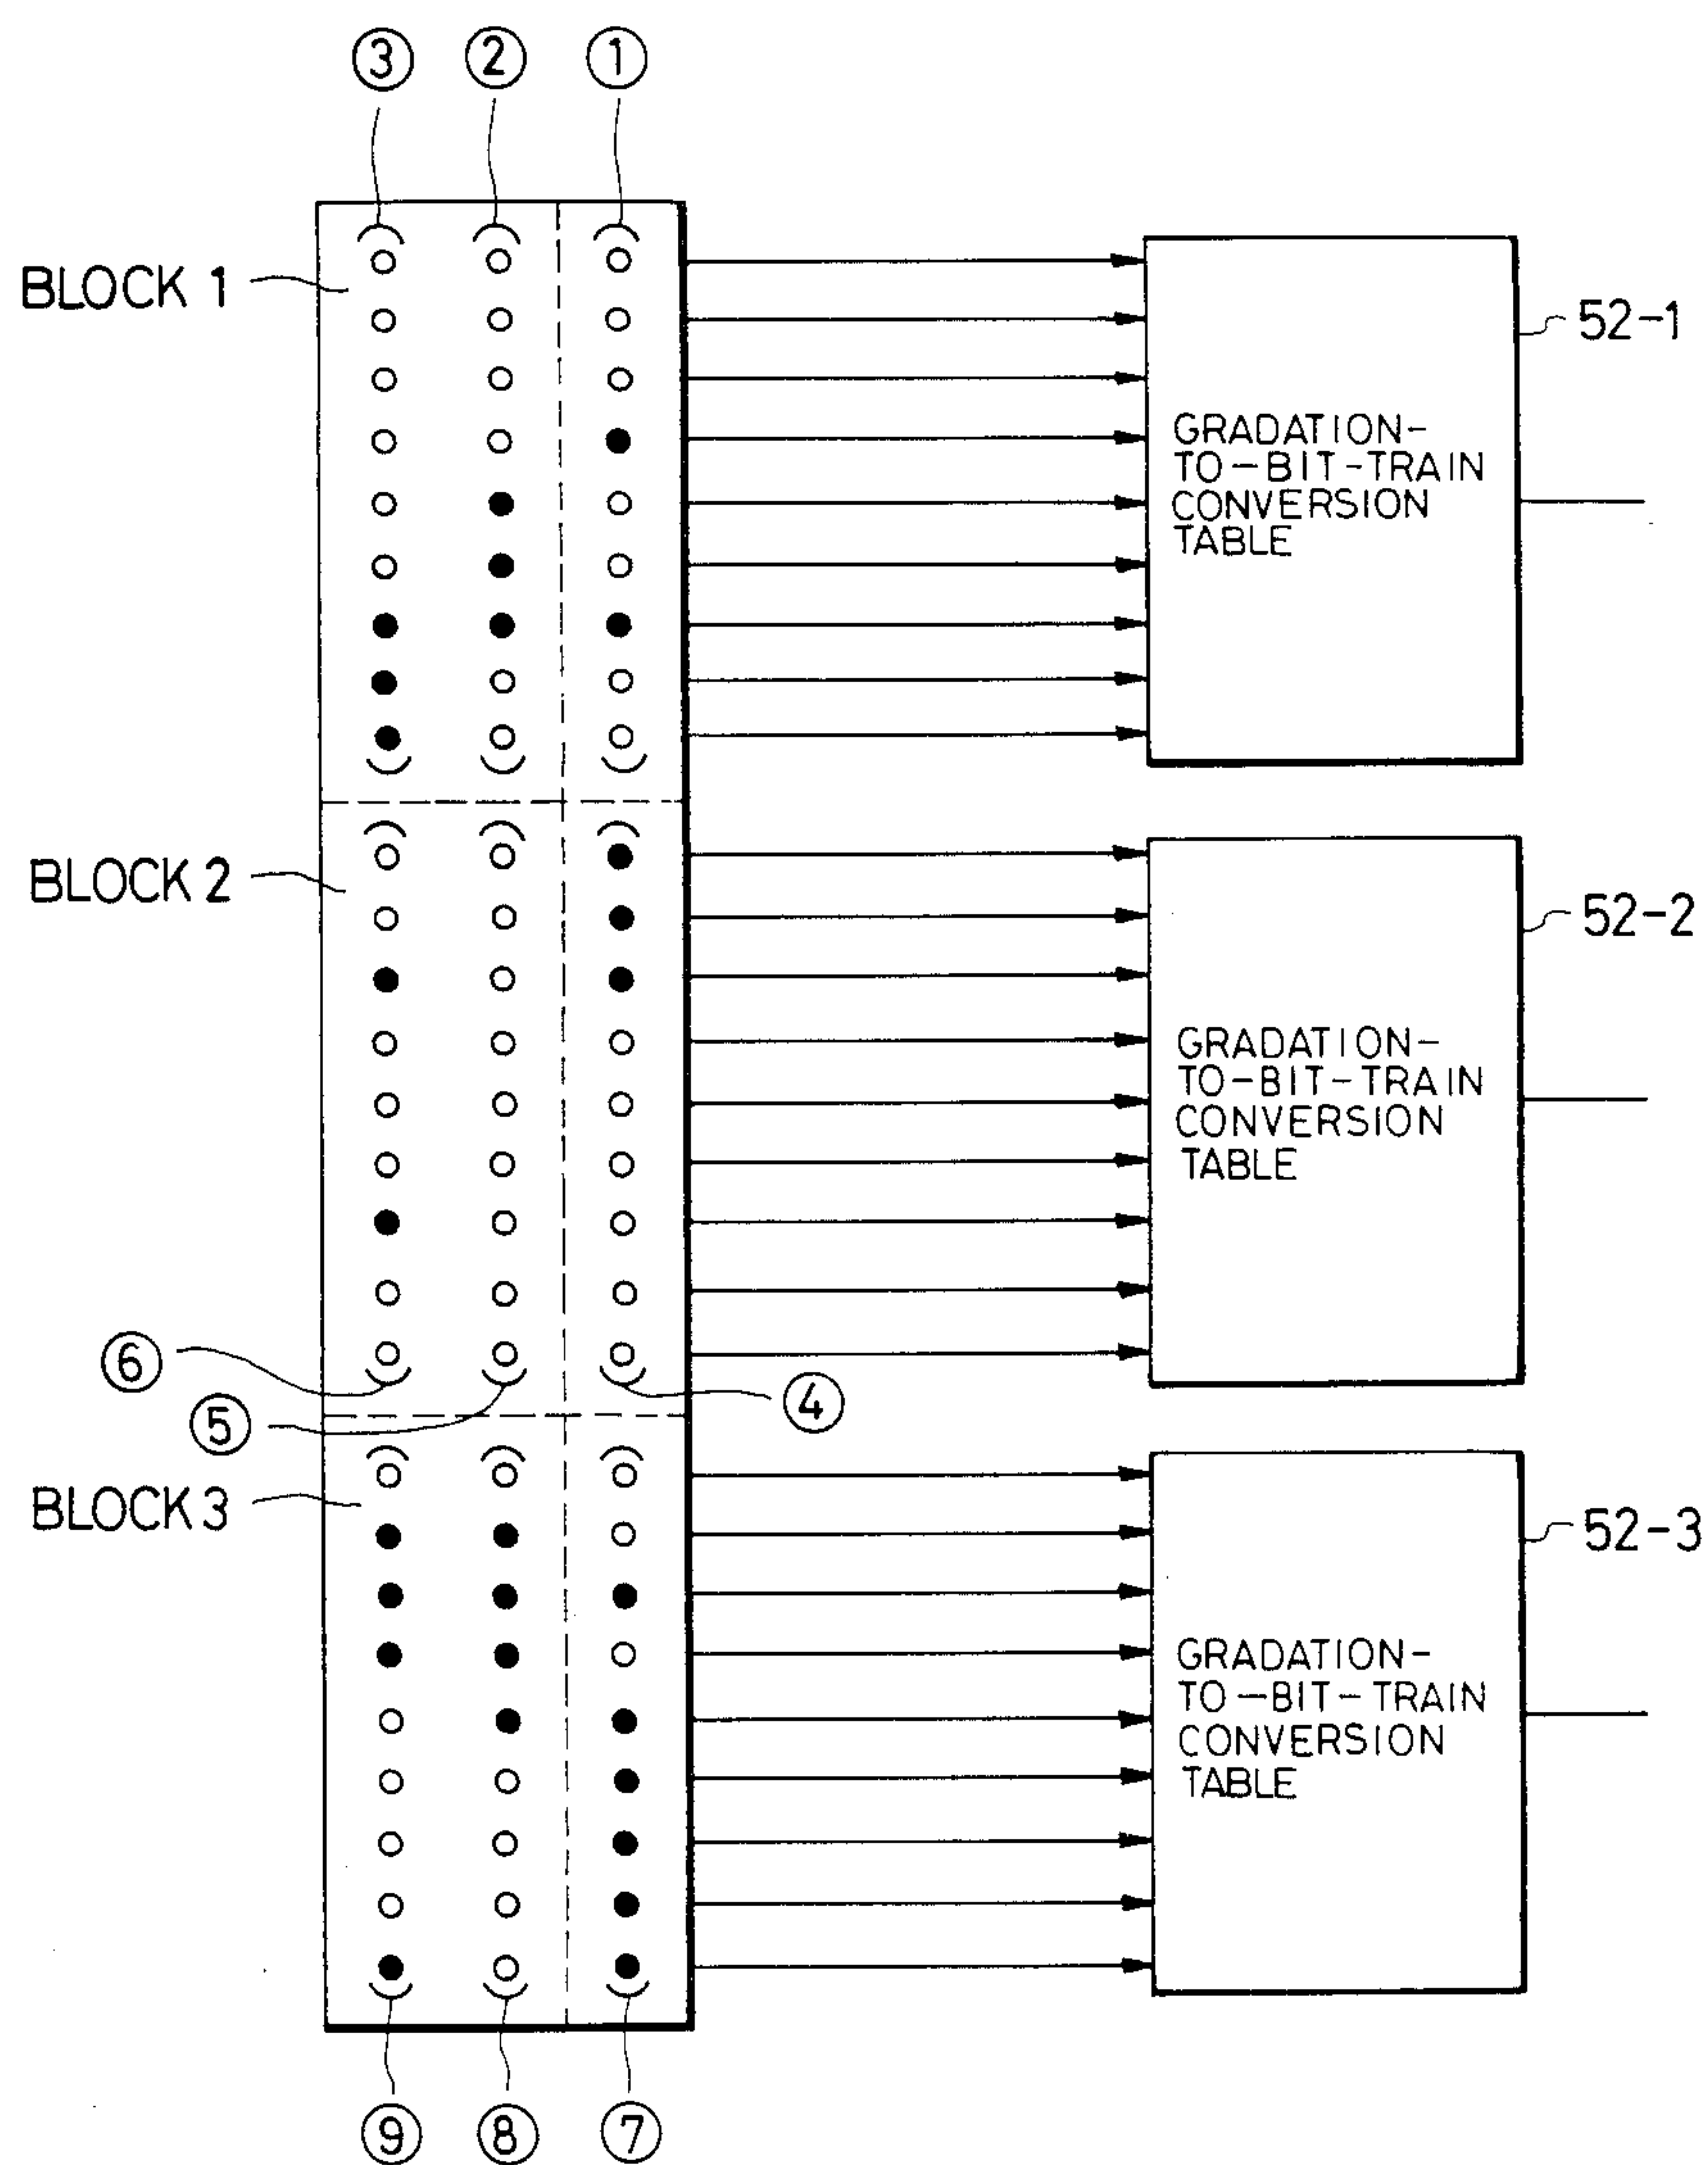 ③ ② ①
BLOCK 1
52-1
GRADATION-
TO-BIT-TRAIN
CONVERSION
TABLE
BLOCK 2
52-2
GRADATION-
TO-BIT-TRAIN
CONVERSION
TABLE
⑥
⑤
④
BLOCK 3
52-3
GRADATION-
TO-BIT-TRAIN
CONVERSION
TABLE
⑨ ⑧ ⑦